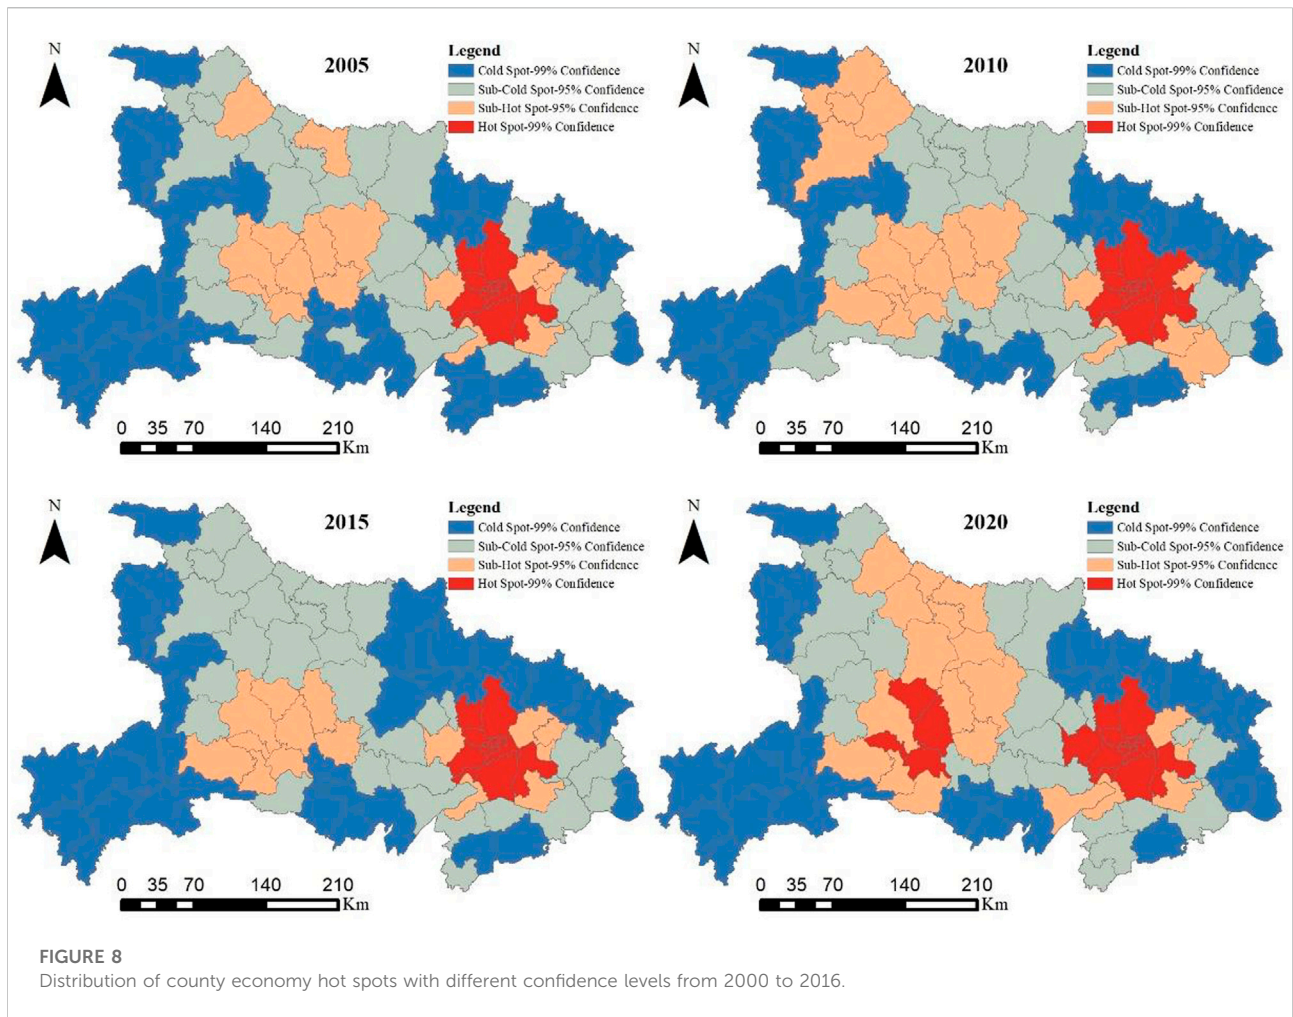 N
2005
Legend
Cold Spot-99% Confidence
Sub-Cold Spot-95% Confidence
Sub-Hot Spot-95% Confidence
Hot Spot-99% Confidence
0 35 70 140 210
Km
N
2010
Legend
Cold Spot-99% Confidence
Sub-Cold Spot-95% Confidence
Sub-Hot Spot-95% Confidence
Hot Spot-99% Confidence
0 35 70 140 210
Km
N
2015
Legend
Cold Spot-99% Confidence
Sub-Cold Spot-95% Confidence
Sub-Hot Spot-95% Confidence
Hot Spot-99% Confidence
0 35 70 140 210
Km
N
2020
Legend
Cold Spot-99% Confidence
Sub-Cold Spot-95% Confidence
Sub-Hot Spot-95% Confidence
Hot Spot-99% Confidence
0 35 70 140 210
Km
FIGURE 8
Distribution of county economy hot spots with different confidence levels from 2000 to 2016.